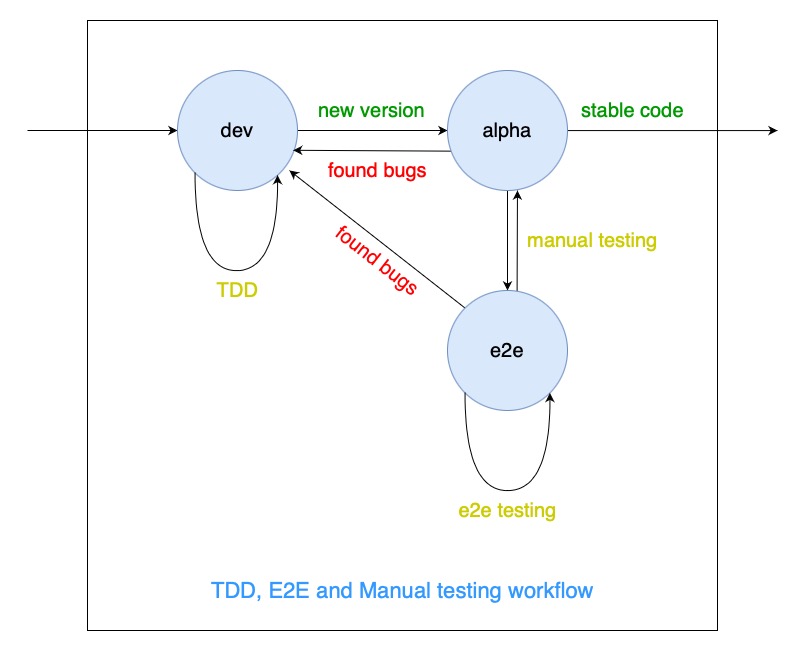 new version
stable code
dev
alpha
found bugs
manual testing
found bugs
TDD
e2e
e2e testing
TDD, E2E and Manual testing workflow